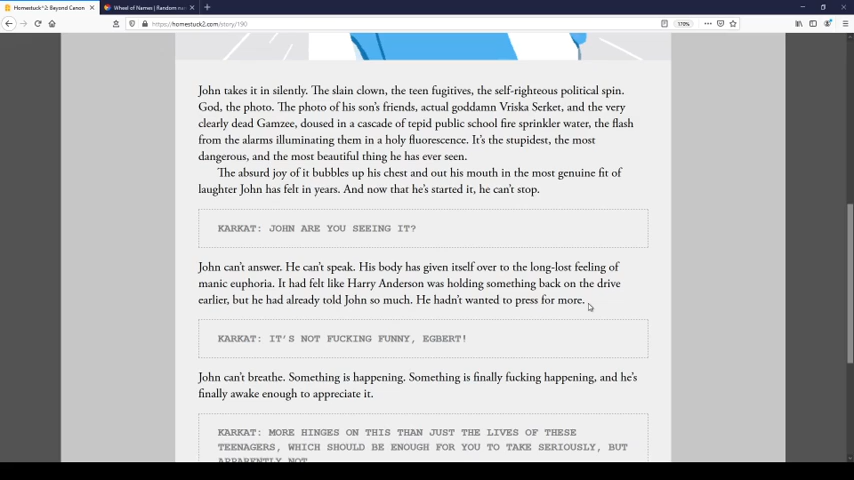 Homestuck^2: Beyond Canon
Wheel of Names | Random na
https://homestuck2.com/story/190
170%
John takes it in silently. The slain clown, the teen fugitives, the self-righteous political spin.
God, the photo. The photo of his son's friends, actual goddamn Vriska Serket, and the very
clearly dead Gamzee, doused in a cascade of tepid public school fire sprinkler water, the flash
from the alarms illuminating them in a holy fluorescence. It's the stupidest, the most
dangerous, and the most beautiful thing he has ever seen.
The absurd joy of it bubbles up his chest and out his mouth in the most genuine fit of
laughter John has felt in years. And now that he's started it, he can't stop.
KARKAT: JOHN ARE YOU SEEING IT?
John can't answer. He can't speak. His body has given itself over to the long-lost feeling of
manic euphoria. It had felt like Harry Anderson was holding something back on the drive
earlier, but he had already told John so much. He hadn't wanted to press for more.
KARKAT: IT'S NOT FUCKING FUNNY, EGBERT!
John can't breathe. Something is happening. Something is finally fucking happening, and he's
finally awake enough to appreciate it.
KARKAT: MORE HINGES ON THIS THAN JUST THE LIVES OF THESE
TEENAGERS, WHICH SHOULD BE ENOUGH FOR YOU TO TAKE SERIOUSLY, BUT
APPARENTLY NOT